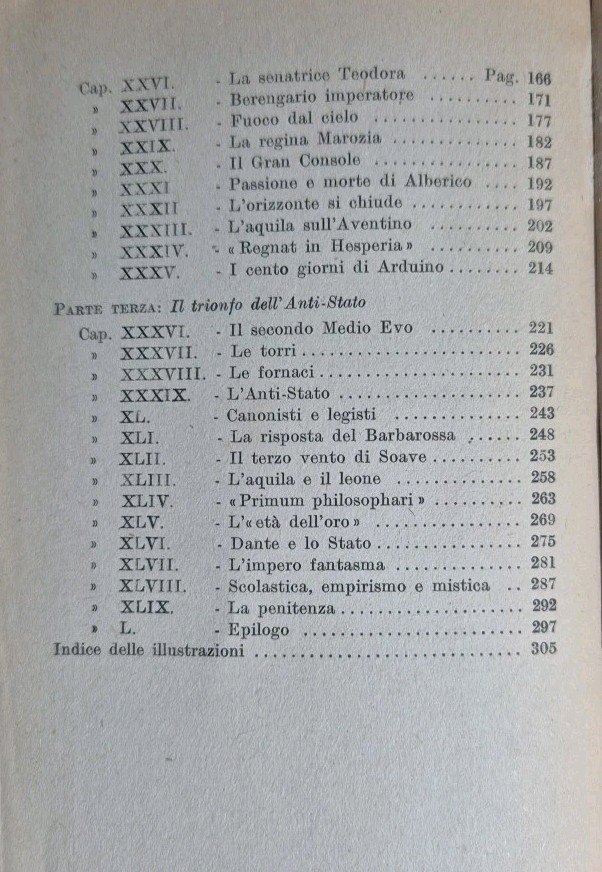 Cap. XXVI. - La senatrice Teodora ...... Pag. 166
» XXVII. - Berengario imperatore .......... 171
» XXVIII. - Fuoco dal cielo ................ 177
» XXIX. - La regina Marozia .............. 182
» XXX. - Il Gran Console ................ 187
» XXXI - Passione e morte di Alberico .... 192
» XXXII - L'orizzonte si chiude ............ 197
» XXXIII. - L'aquila sull'Aventino .......... 202
» XXXIV. - « Regnat in Hesperia » .......... 209
» XXXV. - I cento giorni di Arduino ........ 214
PARTE TERZA: Il trionfo dell'Anti-Stato
Cap. XXXVI. - Il secondo Medio Evo .......... 221
» XXXVII. - Le torri ........................ 226
» XXXVIII. - Le fornaci ...................... 231
» XXXIX. - L'Anti-Stato .................... 237
» XL. - Canonisti e legisti .............. 243
» XLI. - La risposta del Barbarossa ...... 248
» XLII. - Il terzo vento di Soave .......... 253
» XLIII. - L'aquila e il leone .............. 258
» XLIV. - « Primum philosophari » .......... 263
» XLV. - L'« età dell'oro » ................ 269
» XLVI. - Dante e lo Stato ................ 275
» XLVII. - L'impero fantasma .............. 281
» XLVIII. - Scolastica, empirismo e mistica .. 287
» XLIX. - La penitenza .................... 292
» L. - Epilogo ........................ 297
Indice delle illustrazioni .............................. 305